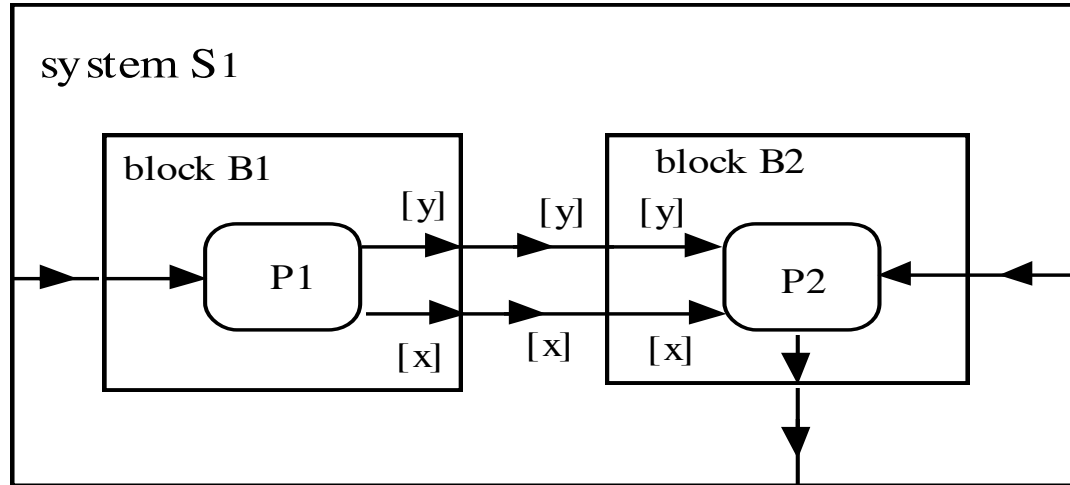 system S1
block B1
block B2
[y]
[y]
[y]
P1
P2
[x]
[x]
[x]